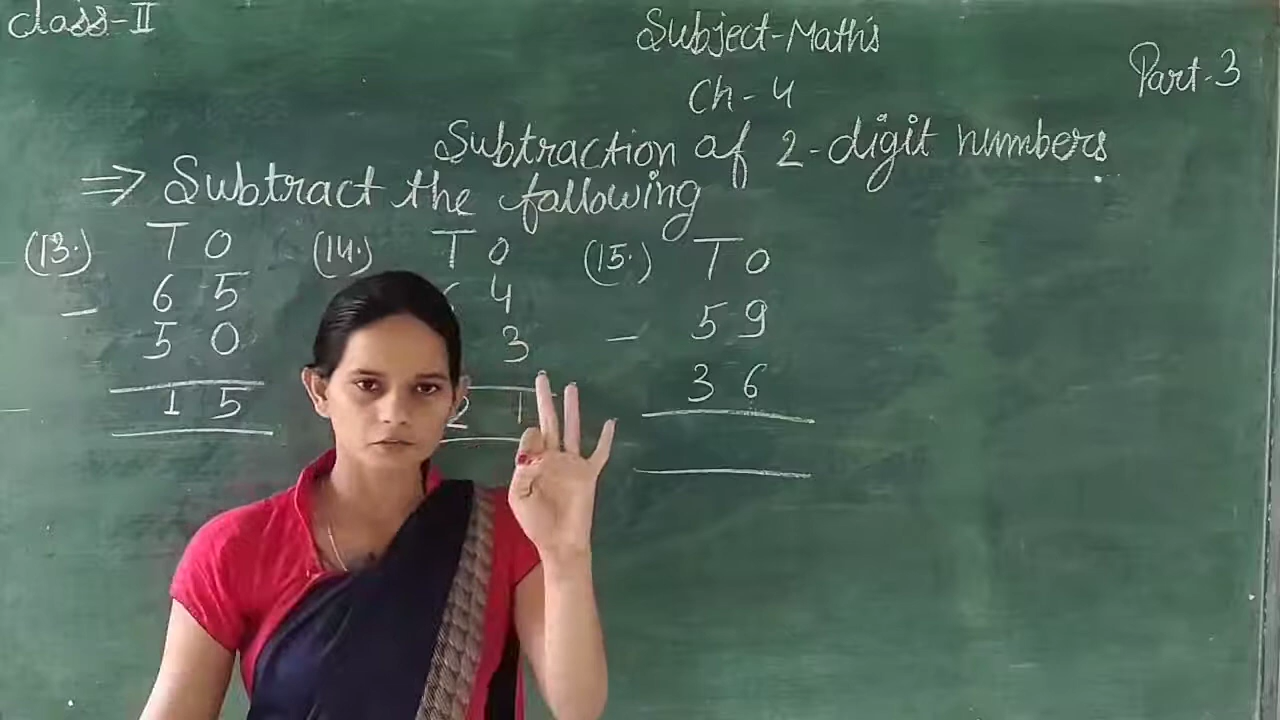 Class-II
Subject-Maths
Part-3
Ch-4
Subtraction of 2-digit numbers.
⇒ Subtract the following
(13.) T O (14.) T O (15.) T O
6 5 4 5 9
- 5 0 3 - 3 6
1 5 2 1